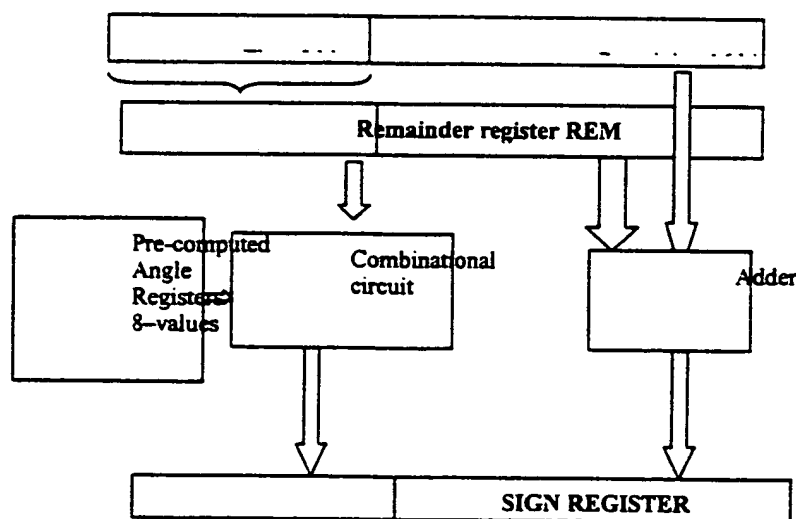 Remainder register REM
Pre-computed
Angle
Registers
8–values
Combinational
circuit
Adder
SIGN REGISTER